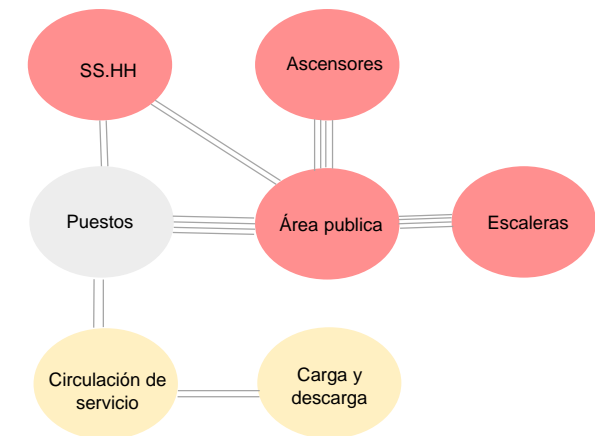 SS.HH
Ascensores
Puestos
Área publica
Escaleras
Circulación de
servicio
Carga y
descarga